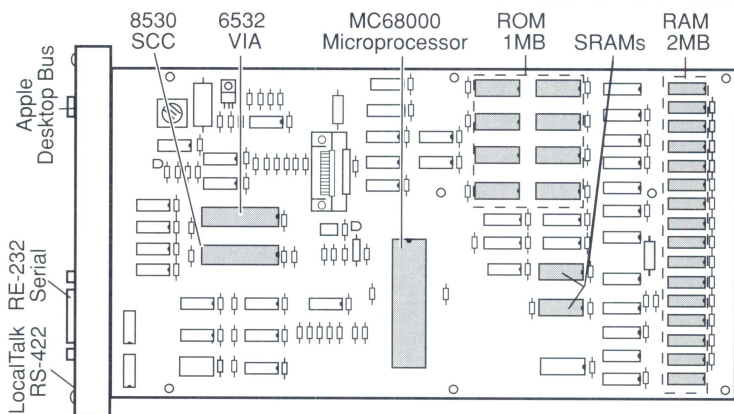 8530
SCC
6532
VIA
MC68000
Microprocessor
ROM
1MB
SRAMs
RAM
2MB
Apple
Desktop Bus
RE-232
Serial
LocalTalk
RS-422